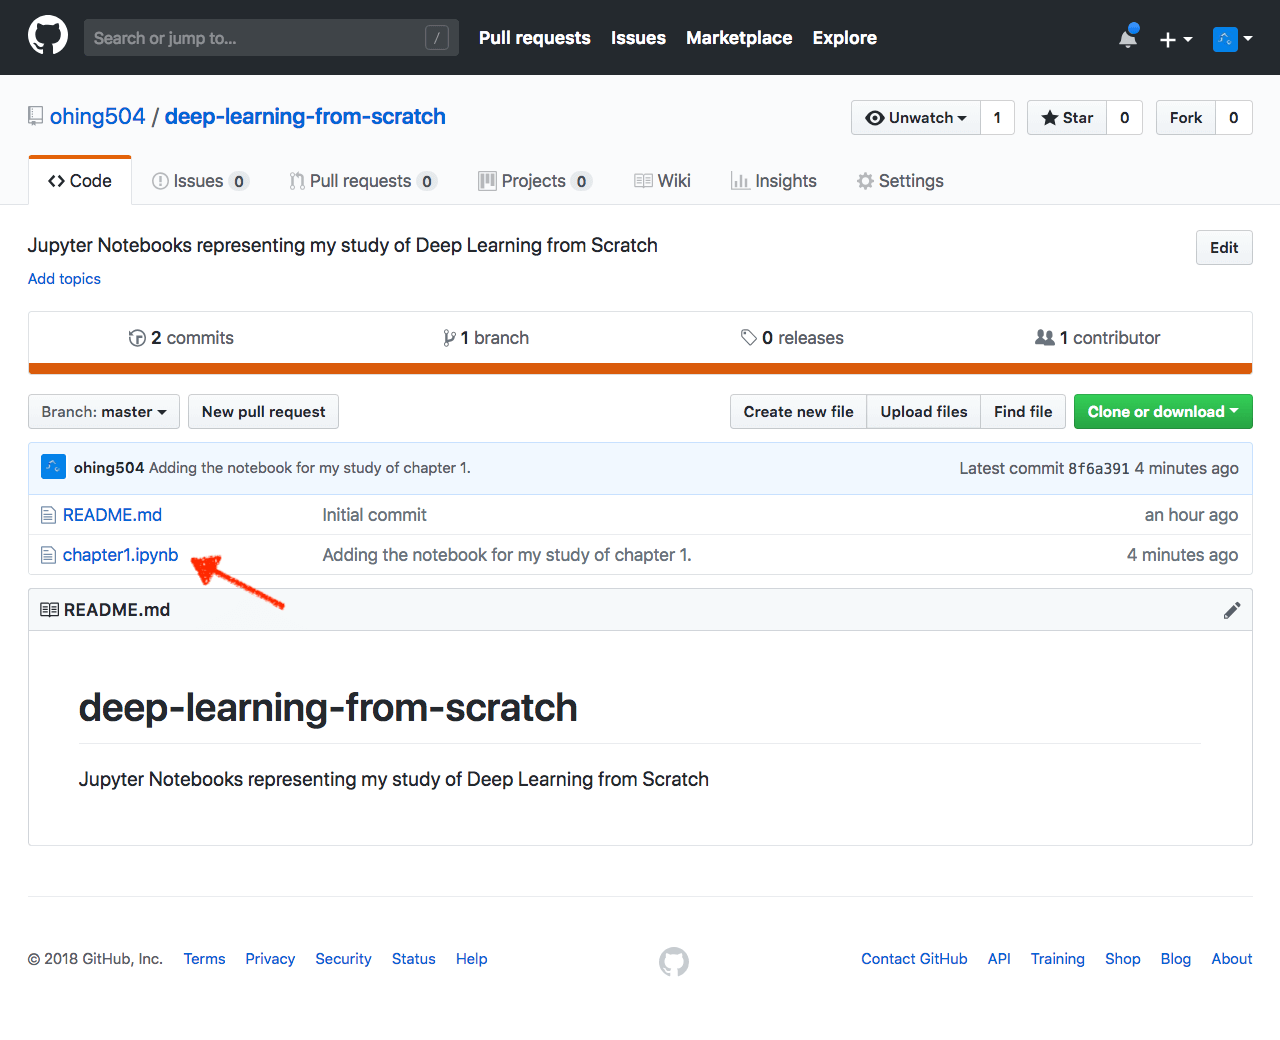 Search or jump to... / Pull requests Issues Marketplace Explore
ohing504 / deep-learning-from-scratch Unwatch 1 Star 0 Fork 0
Code Issues 0 Pull requests 0 Projects 0 Wiki Insights Settings
Jupyter Notebooks representing my study of Deep Learning from Scratch Edit
Add topics
2 commits 1 branch 0 releases 1 contributor
Branch: master New pull request Create new file Upload files Find file Clone or download
ohing504 Adding the notebook for my study of chapter 1. Latest commit 8f6a391 4 minutes ago
README.md Initial commit an hour ago
chapter1.ipynb Adding the notebook for my study of chapter 1. 4 minutes ago
README.md
deep-learning-from-scratch
Jupyter Notebooks representing my study of Deep Learning from Scratch
© 2018 GitHub, Inc. Terms Privacy Security Status Help Contact GitHub API Training Shop Blog About